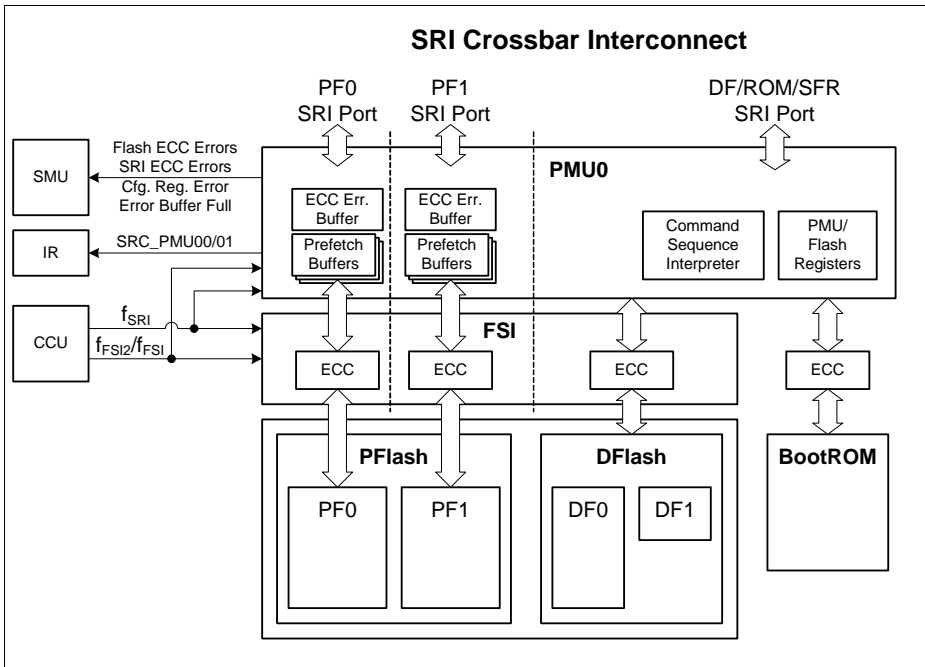 SRI Crossbar Interconnect
PF0
SRI Port
PF1
SRI Port
DF/ROM/SFR
SRI Port
SMU
Flash ECC Errors
SRI ECC Errors
Cfg. Reg. Error
Error Buffer Full
PMU0
ECC Err.
Buffer
ECC Err.
Buffer
Prefetch
Buffers
Prefetch
Buffers
Command
Sequence
Interpreter
PMU/
Flash
Registers
IR
SRC_PMU00/01
CCU
fSRI
fFSI2/fFSI
FSI
ECC
ECC
ECC
ECC
PFlash
DFlash
BootROM
PF0
PF1
DF0
DF1